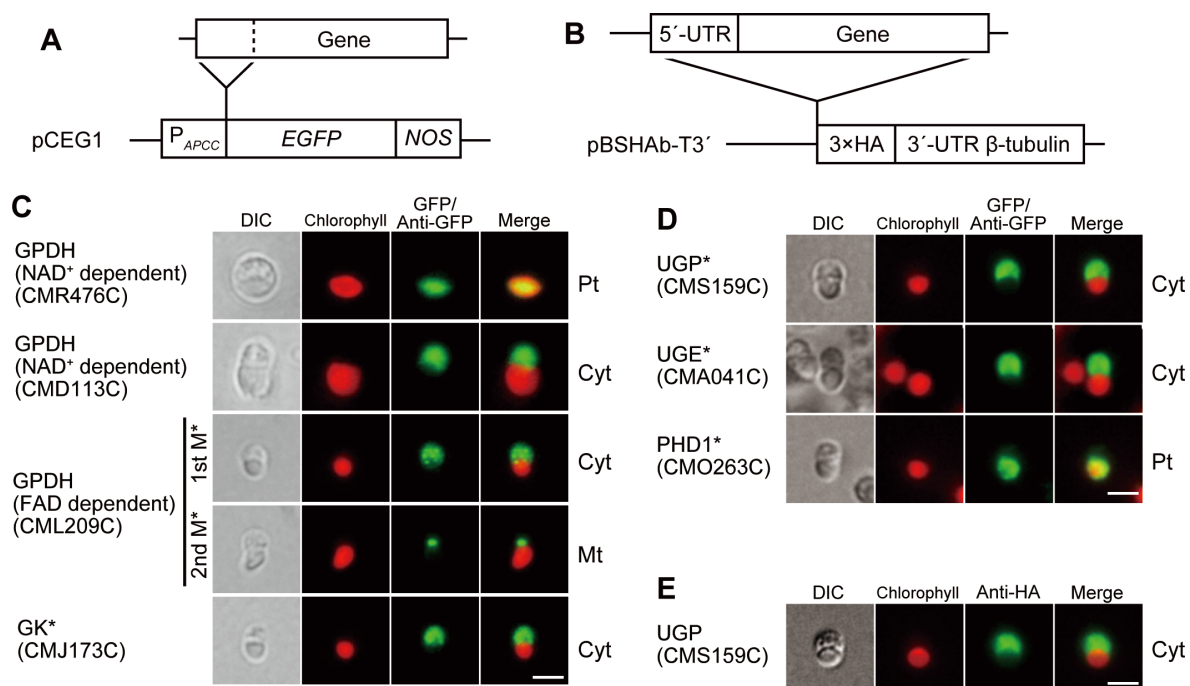 A
Gene
pCEG1
P_APCC
EGFP
NOS
B
5´-UTR
Gene
pBSHAb-T3´
3×HA
3´-UTR β-tubulin
C
DIC
Chlorophyll
GFP/
Anti-GFP
Merge
GPDH
(NAD⁺ dependent)
(CMR476C)
Pt
GPDH
(NAD⁺ dependent)
(CMD113C)
Cyt
GPDH
(FAD dependent)
(CML209C)
1st M*
Cyt
2nd M*
Mt
GK*
(CMJ173C)
Cyt
D
DIC
Chlorophyll
GFP/
Anti-GFP
Merge
UGP*
(CMS159C)
Cyt
UGE*
(CMA041C)
Cyt
PHD1*
(CMO263C)
Pt
E
DIC
Chlorophyll
Anti-HA
Merge
UGP
(CMS159C)
Cyt